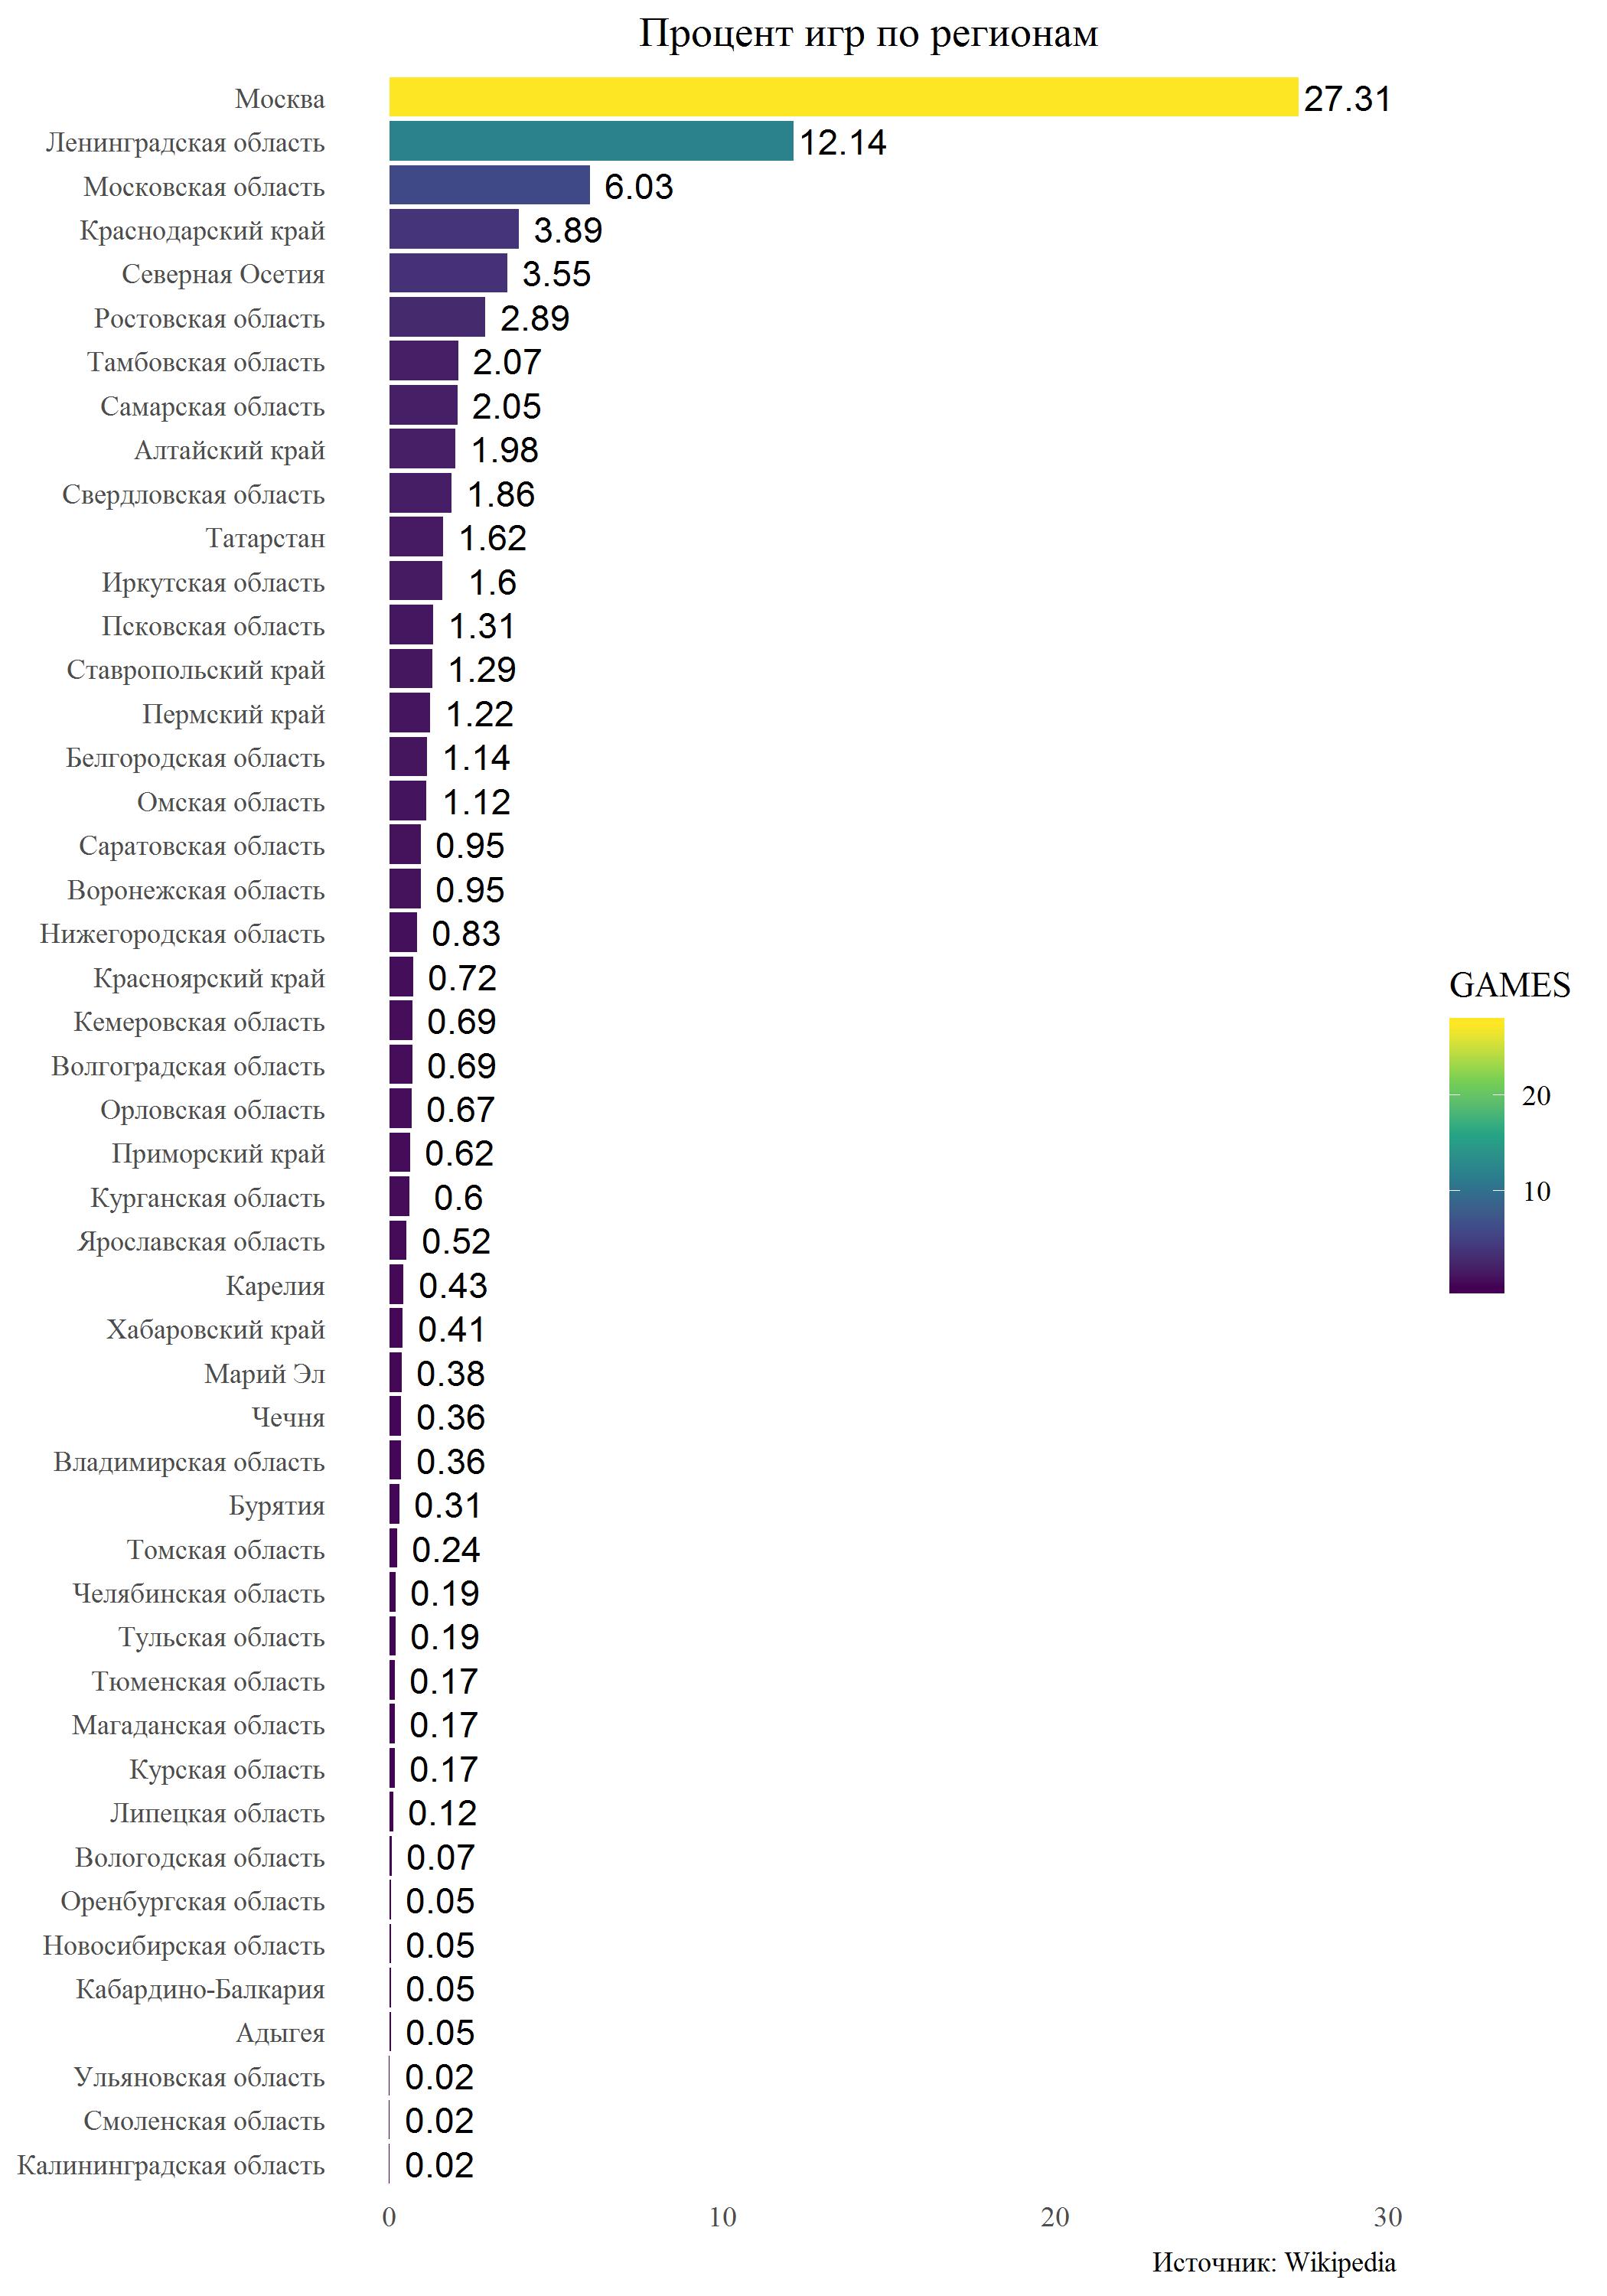 Процент игр по регионам
Москва 27.31
Ленинградская область 12.14
Московская область 6.03
Краснодарский край 3.89
Северная Осетия 3.55
Ростовская область 2.89
Тамбовская область 2.07
Самарская область 2.05
Алтайский край 1.98
Свердловская область 1.86
Татарстан 1.62
Иркутская область 1.6
Псковская область 1.31
Ставропольский край 1.29
Пермский край 1.22
Белгородская область 1.14
Омская область 1.12
Саратовская область 0.95
Воронежская область 0.95
Нижегородская область 0.83
Красноярский край 0.72
Кемеровская область 0.69
Волгоградская область 0.69
Орловская область 0.67
Приморский край 0.62
Курганская область 0.6
Ярославская область 0.52
Карелия 0.43
Хабаровский край 0.41
Марий Эл 0.38
Чечня 0.36
Владимирская область 0.36
Бурятия 0.31
Томская область 0.24
Челябинская область 0.19
Тульская область 0.19
Тюменская область 0.17
Магаданская область 0.17
Курская область 0.17
Липецкая область 0.12
Вологодская область 0.07
Оренбургская область 0.05
Новосибирская область 0.05
Кабардино-Балкария 0.05
Адыгея 0.05
Ульяновская область 0.02
Смоленская область 0.02
Калининградская область 0.02
0 10 20 30
Источник: Wikipedia
GAMES
20
10